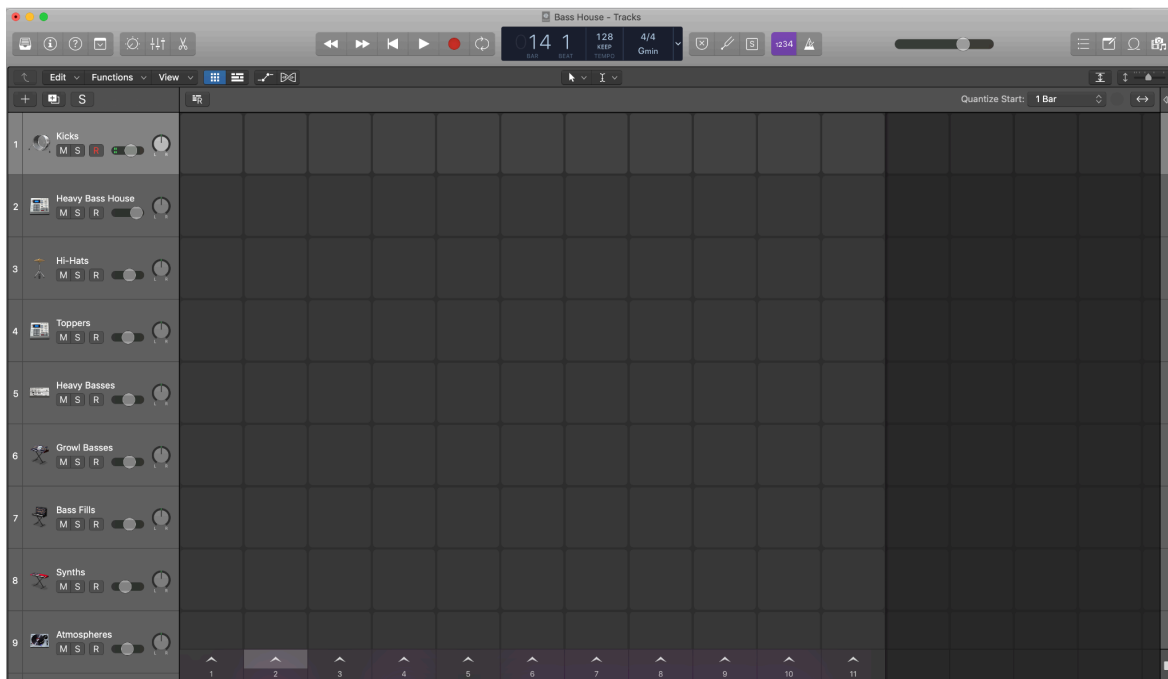 Bass House - Tracks
14 1 128 4/4
KEEP Gmin
BAR BEAT TEMPO
S 1234
Edit Functions View
S Quantize Start: 1 Bar
1 Kicks
M S R L R
2 Heavy Bass House
M S R L R
3 Hi-Hats
M S R L R
4 Toppers
M S R L R
5 Heavy Basses
M S R L R
6 Growl Basses
M S R L R
7 Bass Fills
M S R L R
8 Synths
M S R L R
9 Atmospheres
M S R L R
1 2 3 4 5 6 7 8 9 10 11